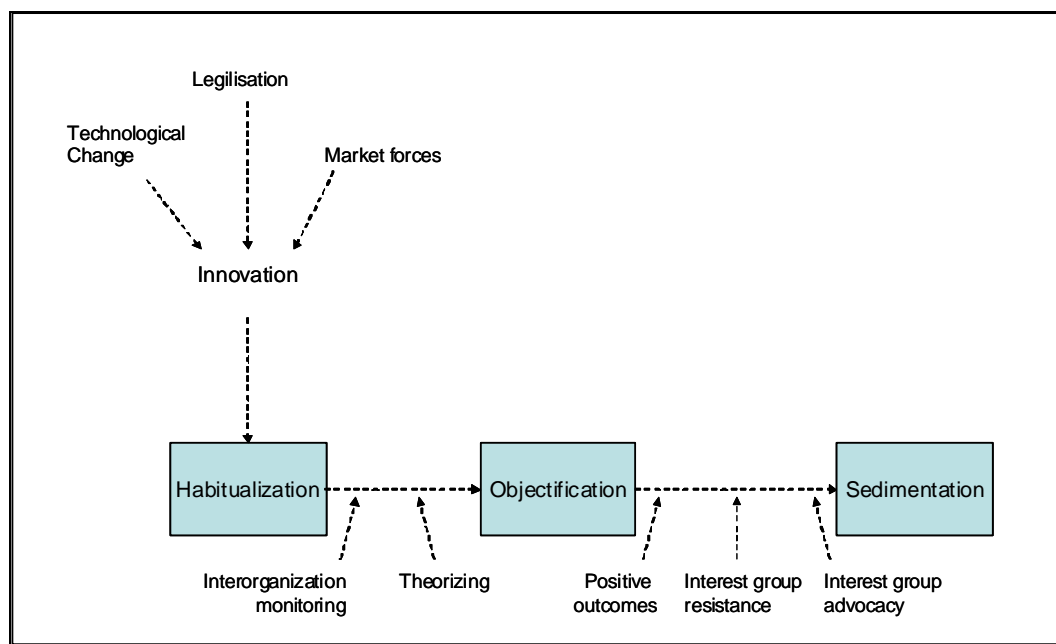 Legilisation
Technological
Change
Market forces
Innovation
Habitualization
Objectification
Sedimentation
Interorganization
monitoring
Theorizing
Positive
outcomes
Interest group
resistance
Interest group
advocacy